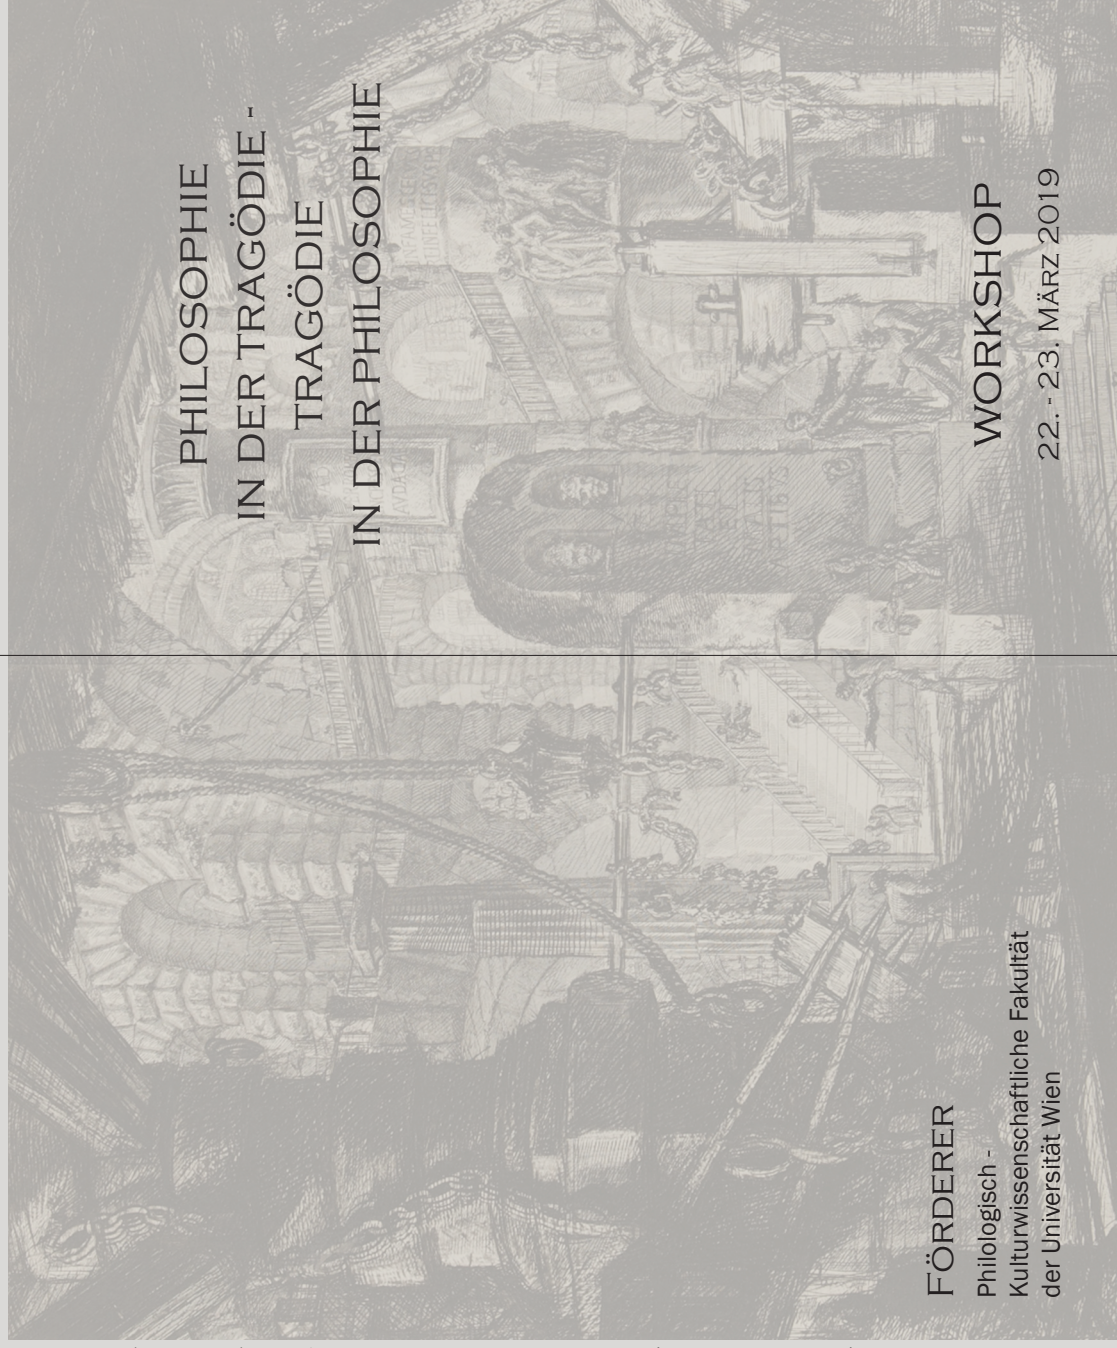 PHILOSOPHIE
IN DER TRAGÖDIE -
TRAGÖDIE
IN DER PHILOSOPHIE
WORKSHOP
22. - 23. MÄRZ 2019
FÖRDERER
Philologisch -
Kulturwissenschaftliche Fakultät
der Universität Wien